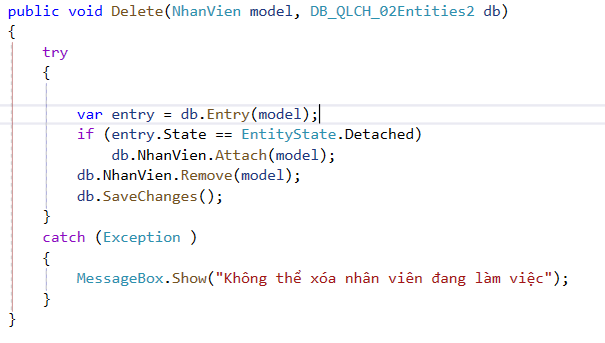 public void Delete(NhanVien model, DB_QLCH_02Entities2 db)
{
try
{
var entry = db.Entry(model);
if (entry.State == EntityState.Detached)
db.NhanVien.Attach(model);
db.NhanVien.Remove(model);
db.SaveChanges();
}
catch (Exception )
{
MessageBox.Show("Không thể xóa nhân viên đang làm việc");
}
}